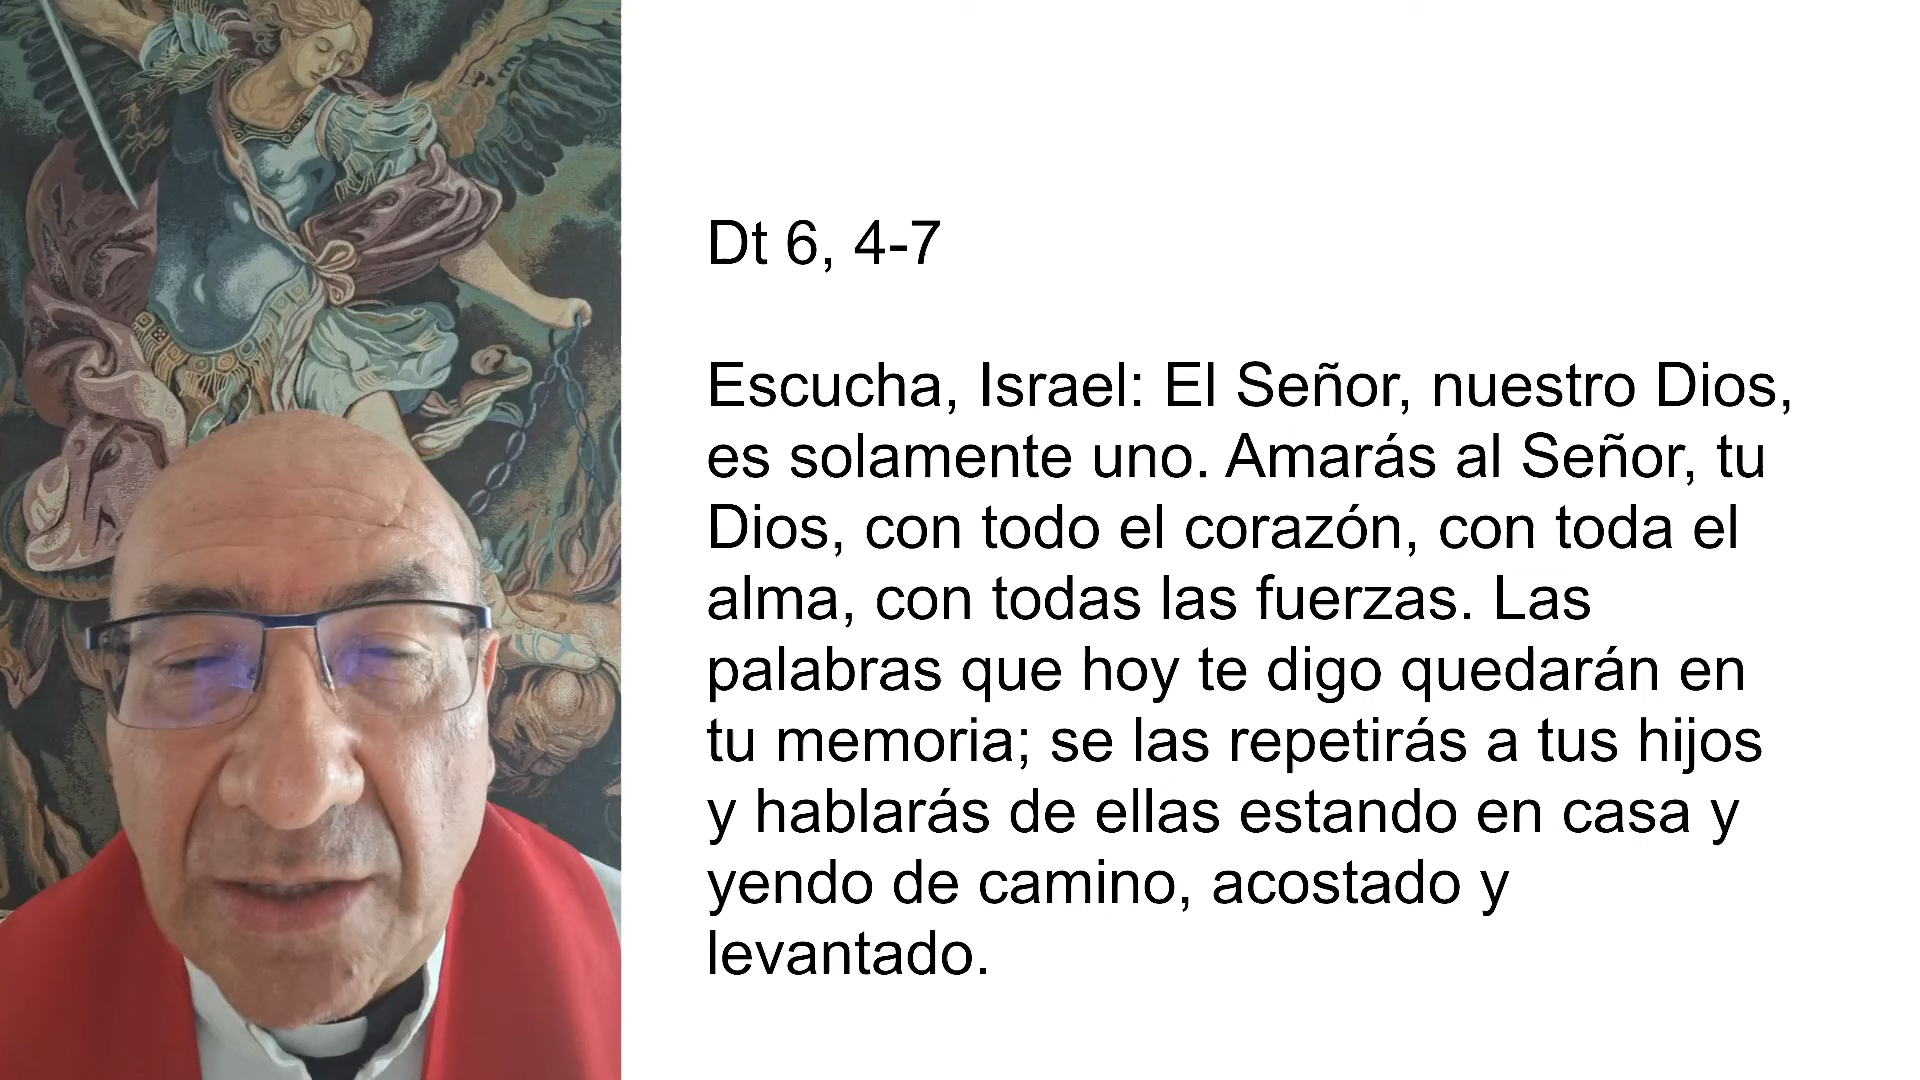 Dt 6, 4-7
Escucha, Israel: El Señor, nuestro Dios,
es solamente uno. Amarás al Señor, tu
Dios, con todo el corazón, con toda el
alma, con todas las fuerzas. Las
palabras que hoy te digo quedarán en
tu memoria; se las repetirás a tus hijos
y hablarás de ellas estando en casa y
yendo de camino, acostado y
levantado.